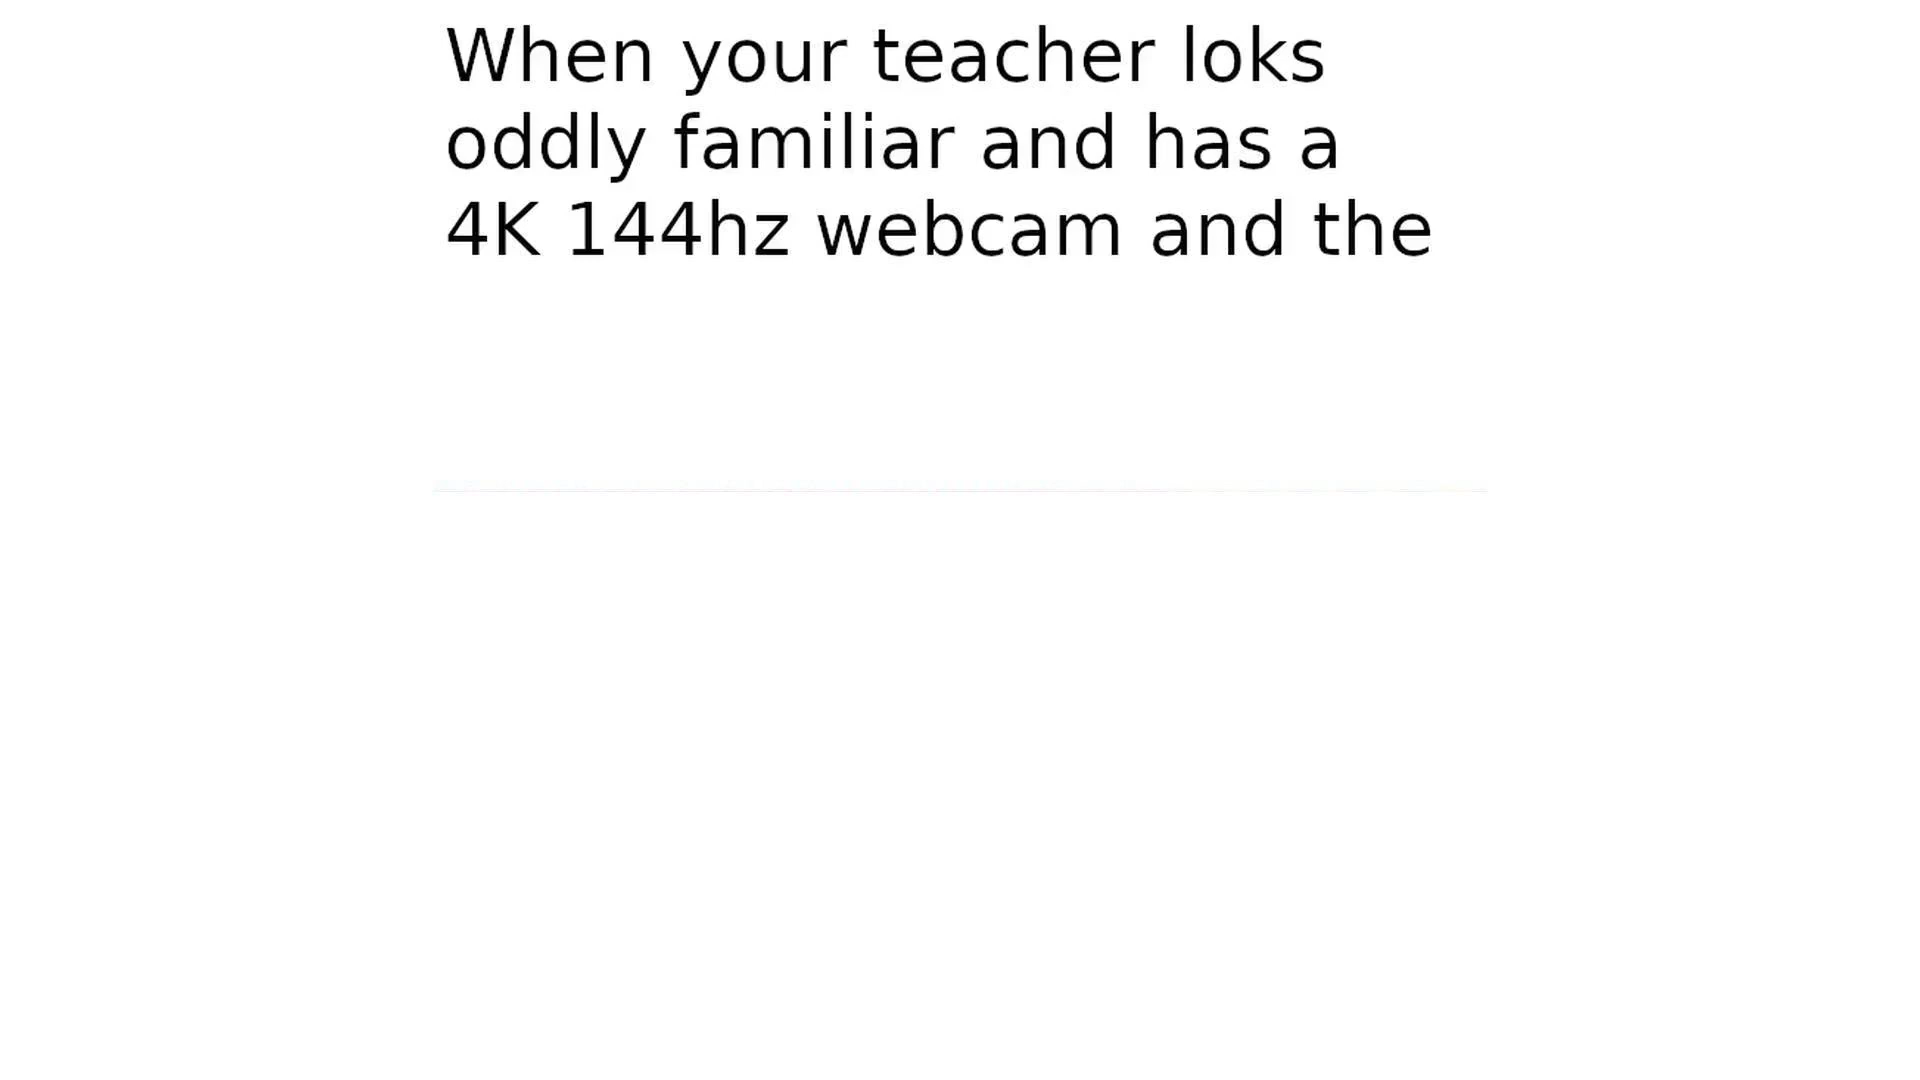 When your teacher loks
oddly familiar and has a
4K 144hz webcam and the